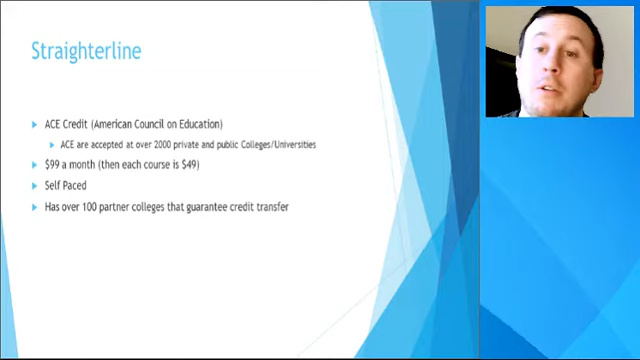 Straighterline
ACE Credit (American Council on Education)
ACE are accepted at over 2000 private and public Colleges/Universities
$99 a month (then each course is $49)
Self Paced
Has over 100 partner colleges that guarantee credit transfer